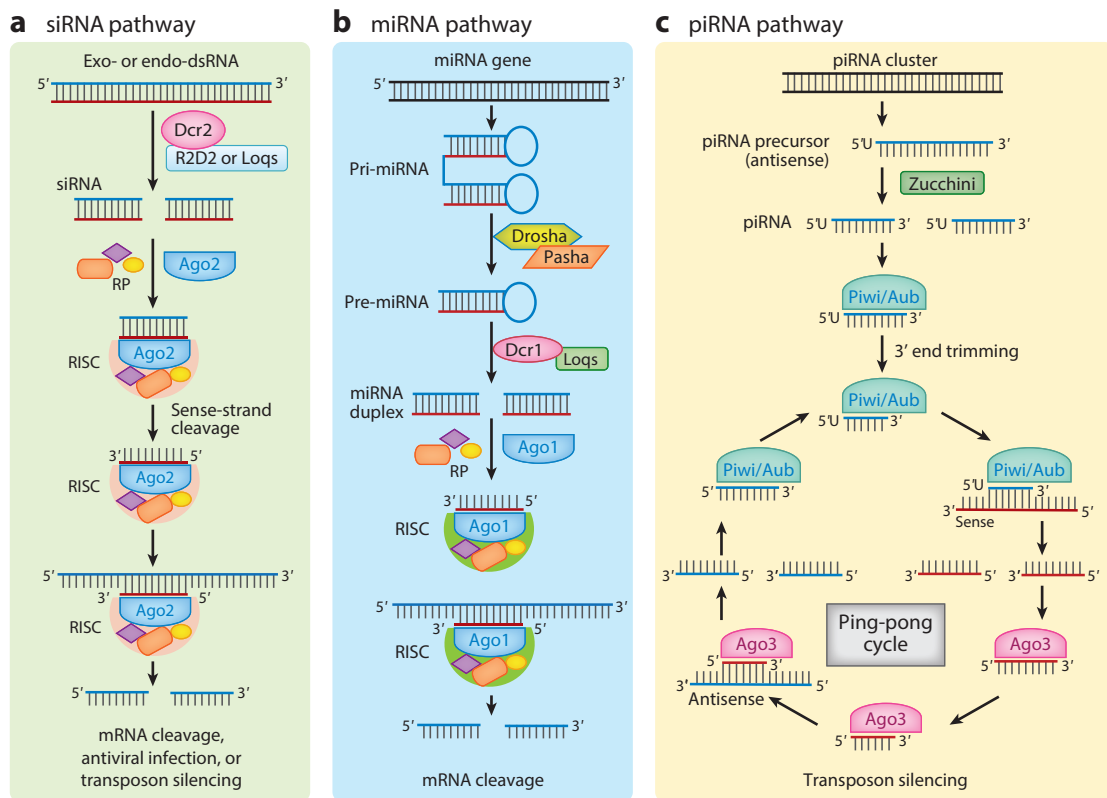 a siRNA pathway
Exo- or endo-dsRNA
5′ 3′
Dcr2
R2D2 or Loqs
siRNA
RP
Ago2
RISC
Ago2
Sense-strand
cleavage
3′ 5′
RISC
Ago2
5′ 3′
3′ 5′
RISC
Ago2
5′ 3′
mRNA cleavage,
antiviral infection, or
transposon silencing
b miRNA pathway
miRNA gene
Pri-miRNA
Drosha
Pasha
Pre-miRNA
Dcr1
Loqs
miRNA
duplex
RP
Ago1
3′ 5′
RISC
Ago1
5′ 3′
3′ 5′
RISC
Ago1
5′ 3′
mRNA cleavage
c piRNA pathway
piRNA cluster
piRNA precursor
(antisense)
5′U 3′
Zucchini
piRNA
5′U 3′ 5′U 3′
Piwi/Aub
5′U 3′
3′ end trimming
Piwi/Aub
5′U 3′
Piwi/Aub
5′ 3′
Piwi/Aub
5′U 3′
3′ 5′
Sense
5′ 3′
3′ 5′
Ping-pong
cycle
Ago3
5′ 3′
3′ 5′
Antisense
Ago3
5′ 3′
Ago3
5′ 3′
Transposon silencing